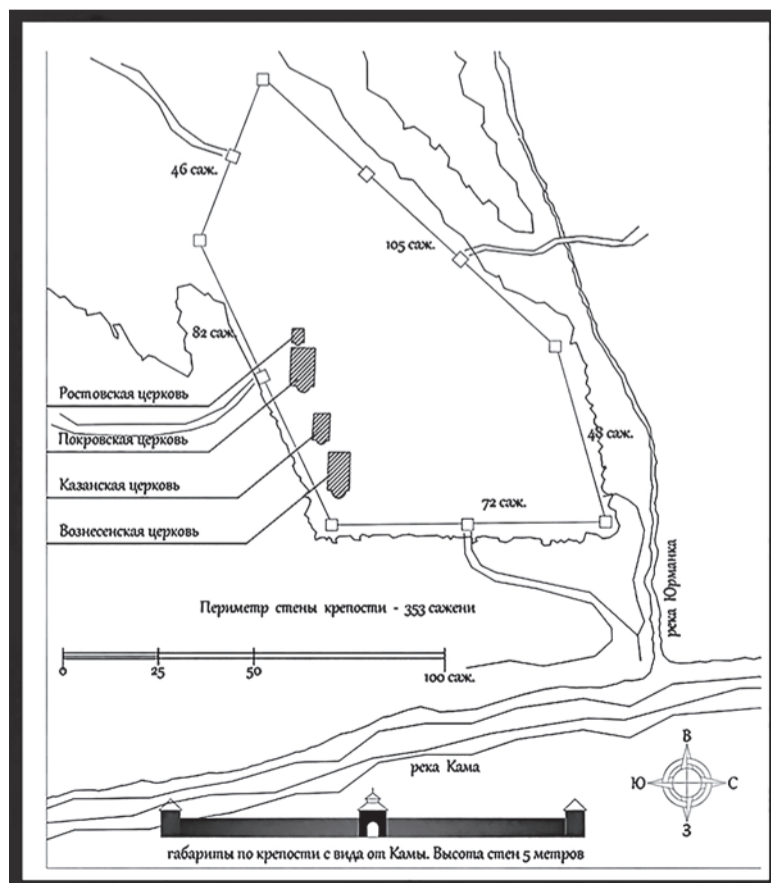 46 саж.
105 саж.
82 саж.
Ростовская церковь
Покровская церковь
48 саж.
Казанская церковь
72 саж.
Вознесенская церковь
река Юрманка
Периметр стены крепости - 353 сажени
0 25 50 100 саж.
В
Ю С
З
река Кама
габариты по крепости с вида от Камы. Высота стен 5 метров